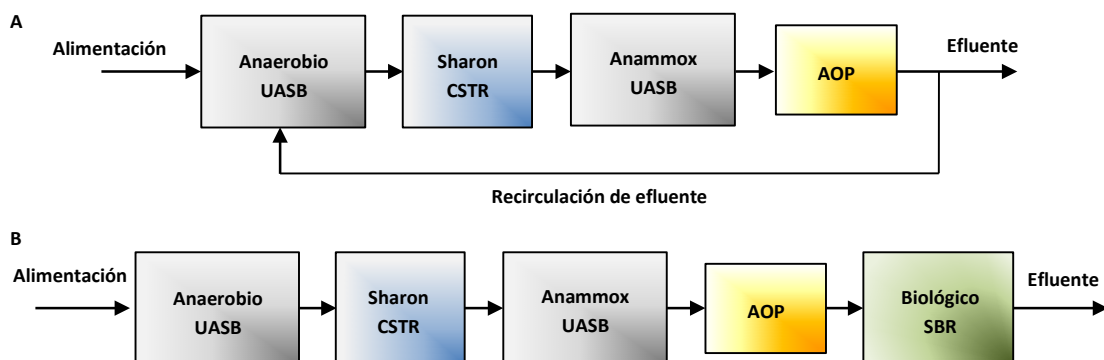 A
Alimentación
Efluente
Anaerobio
UASB
Sharon
CSTR
Anammox
UASB
AOP
Recirculación de efluente
B
Alimentación
Efluente
Anaerobio
UASB
Sharon
CSTR
Anammox
UASB
AOP
Biológico
SBR